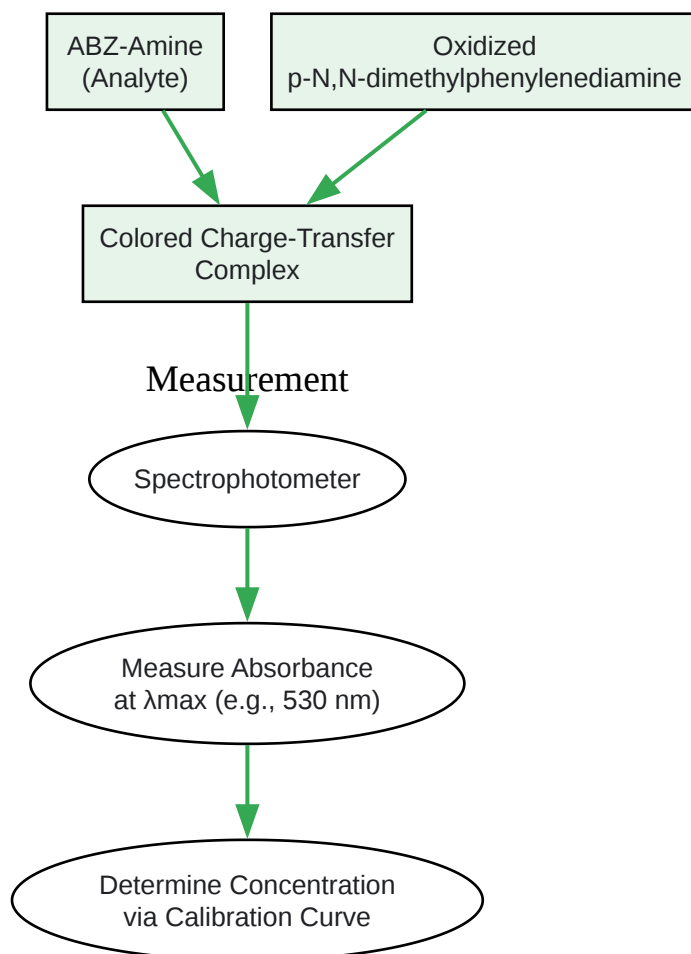 ABZ-Amine
(Analyte)
Oxidized
p-N,N-dimethylphenylenediamine
Colored Charge-Transfer
Complex
Measurement
Spectrophotometer
Measure Absorbance
at λmax (e.g., 530 nm)
Determine Concentration
via Calibration Curve